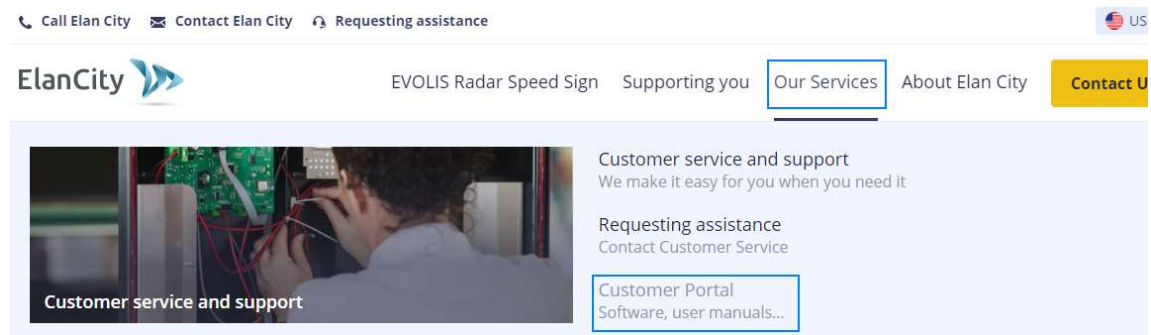 Call Elan City Contact Elan City Requesting assistance US
ElanCity EVOLIS Radar Speed Sign Supporting you Our Services About Elan City Contact U
Customer service and support
We make it easy for you when you need it
Requesting assistance
Contact Customer Service
Customer Portal
Software, user manuals...
Customer service and support